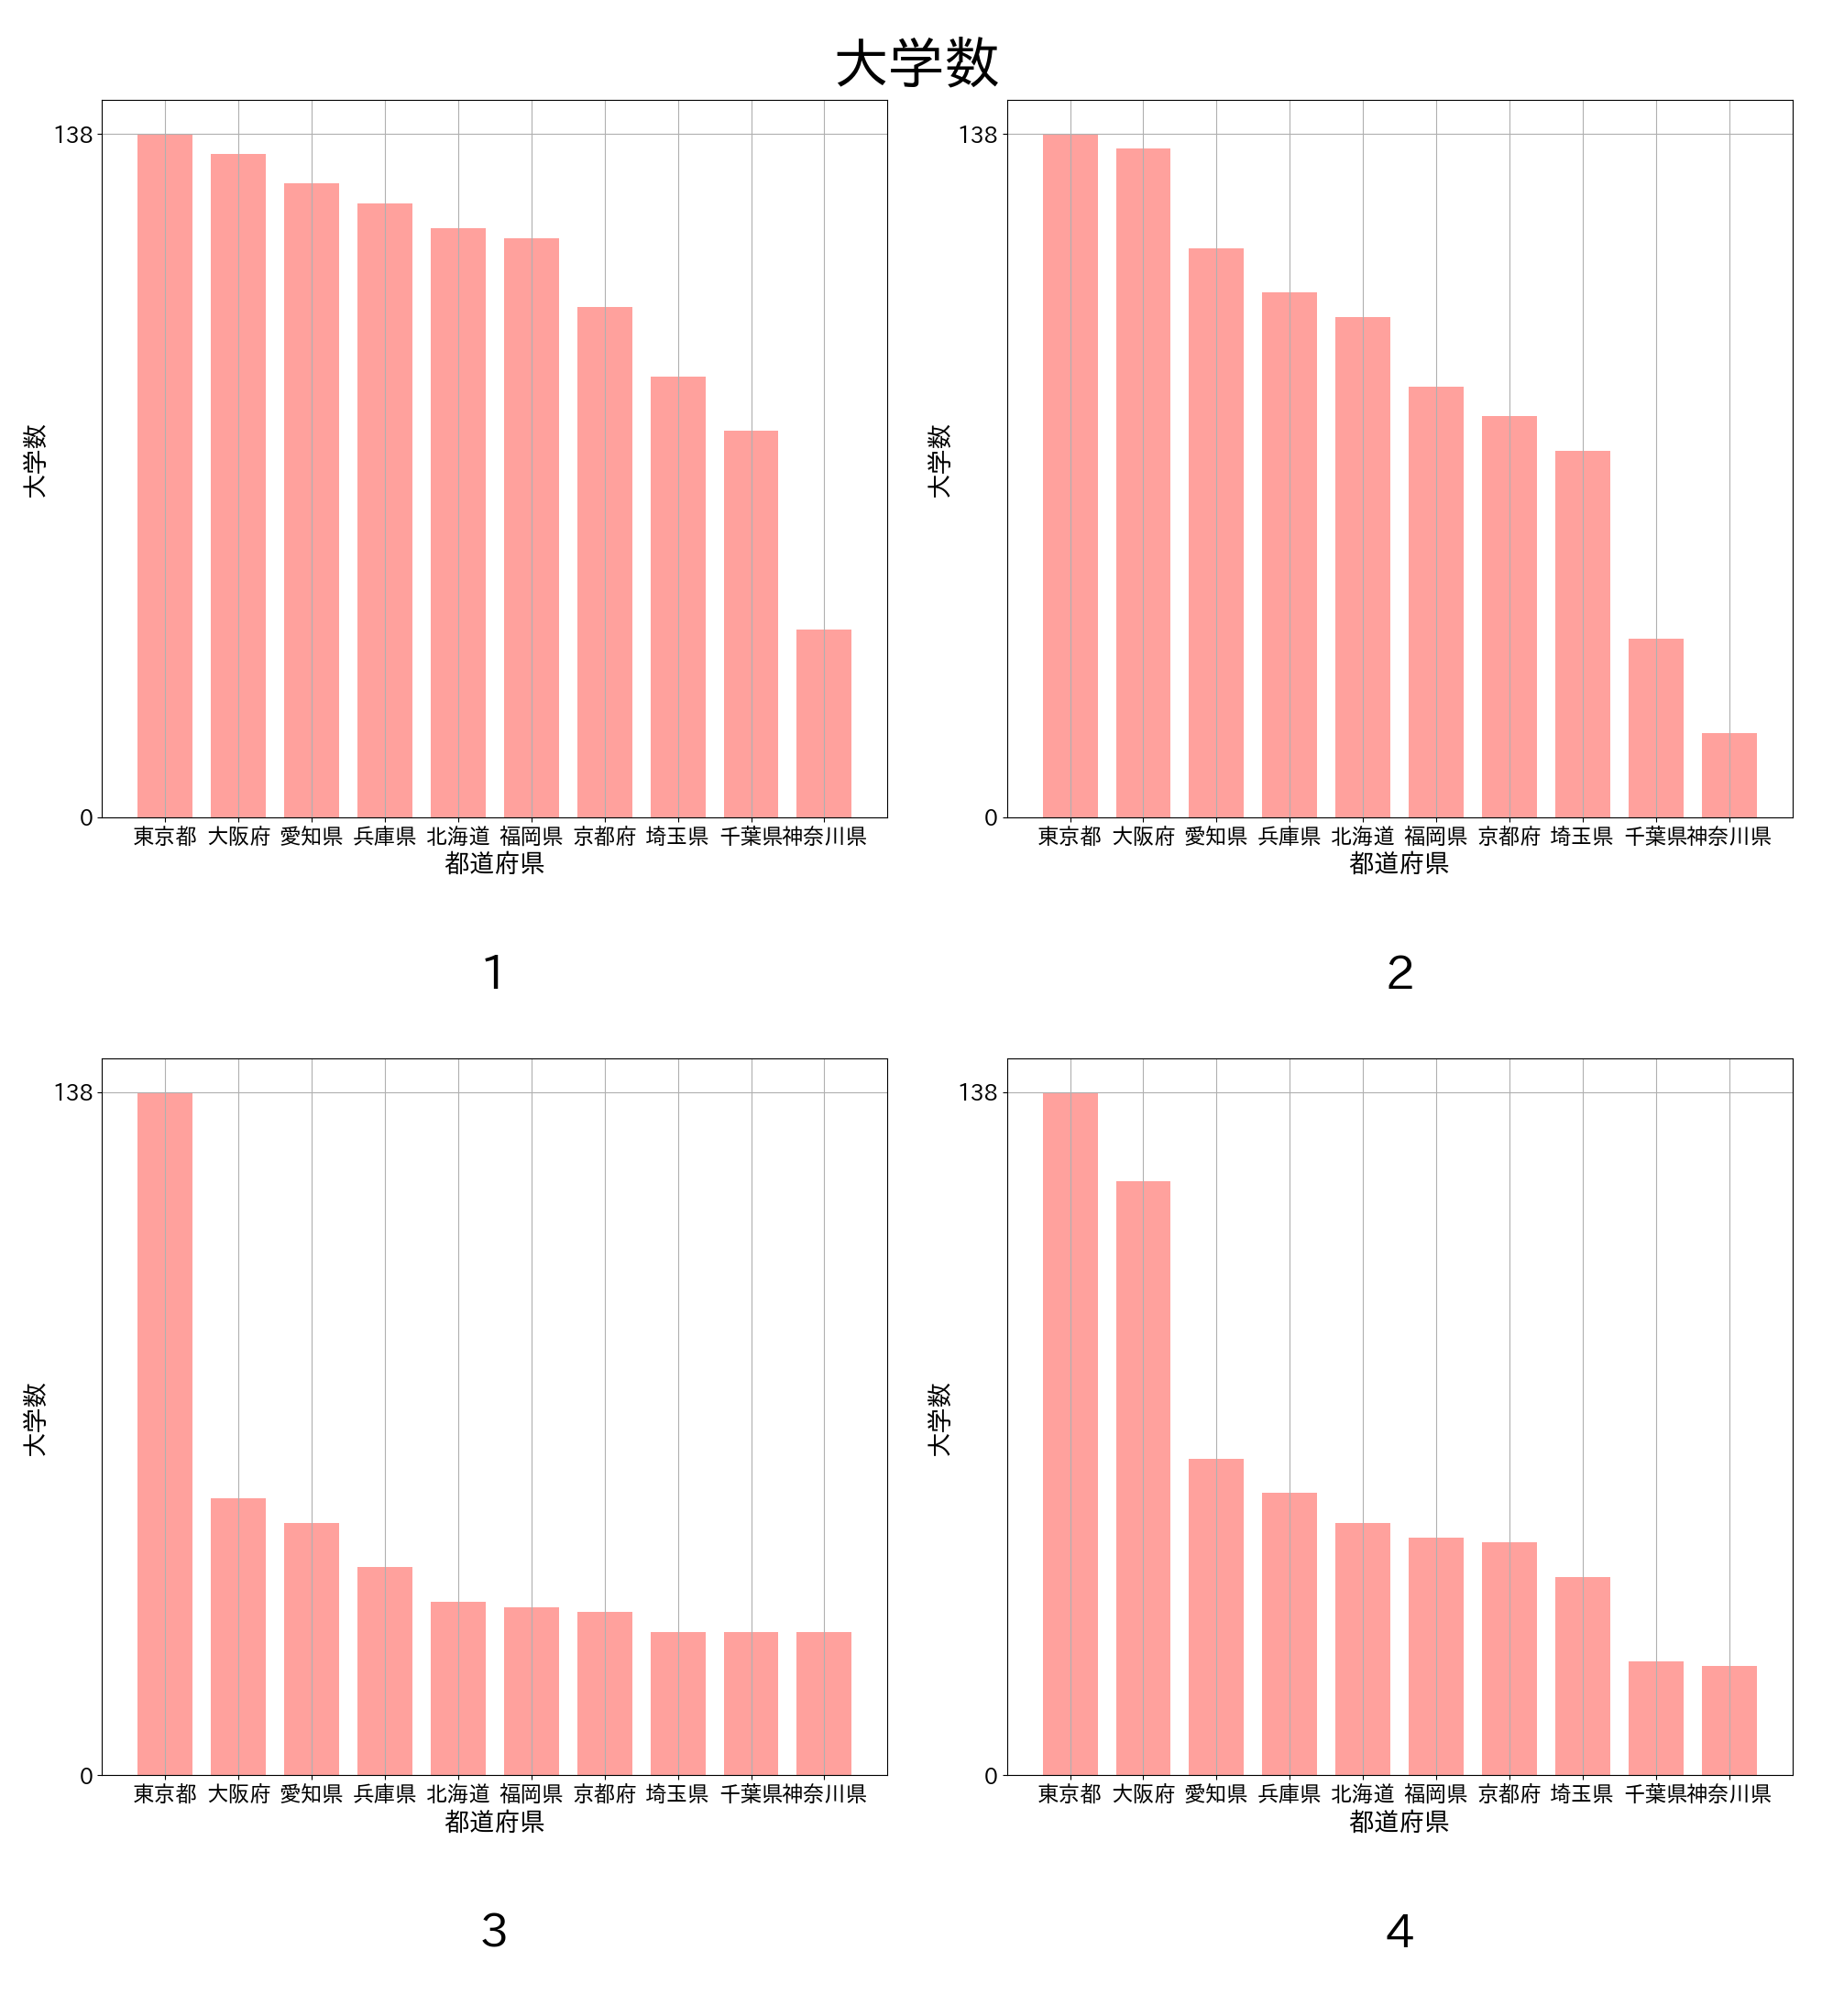 大学数
138
0
大学数
東京都 大阪府 愛知県 兵庫県 北海道 福岡県 京都府 埼玉県 千葉県 神奈川県
都道府県
1
138
0
大学数
東京都 大阪府 愛知県 兵庫県 北海道 福岡県 京都府 埼玉県 千葉県 神奈川県
都道府県
2
138
0
大学数
東京都 大阪府 愛知県 兵庫県 北海道 福岡県 京都府 埼玉県 千葉県 神奈川県
都道府県
3
138
0
大学数
東京都 大阪府 愛知県 兵庫県 北海道 福岡県 京都府 埼玉県 千葉県 神奈川県
都道府県
4